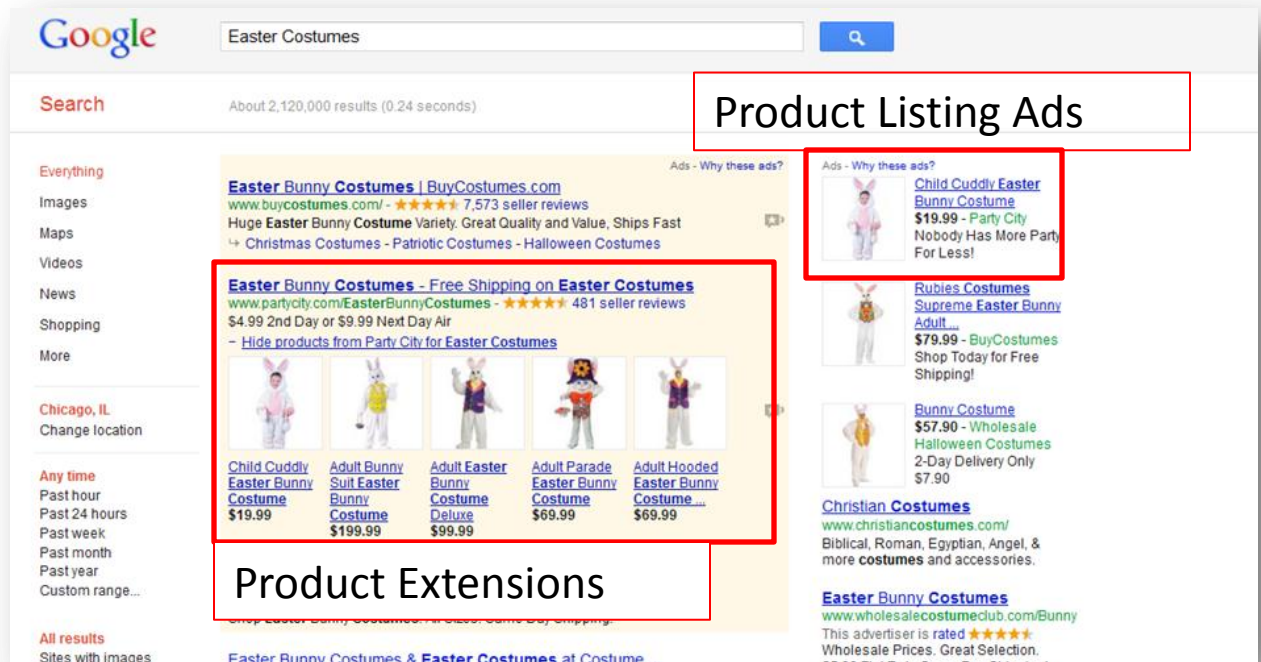 Google
Easter Costumes
Search
About 2,120,000 results (0.24 seconds)
Product Listing Ads
Everything
Images
Maps
Videos
News
Shopping
More
Chicago, IL
Change location
Any time
Past hour
Past 24 hours
Past week
Past month
Past year
Custom range...
All results
Sites with images
Ads - Why these ads?
Easter Bunny Costumes | BuyCostumes.com
www.buycostumes.com/ - 7,573 seller reviews
Huge Easter Bunny Costume Variety. Great Quality and Value, Ships Fast
Christmas Costumes - Patriotic Costumes - Halloween Costumes
Easter Bunny Costumes - Free Shipping on Easter Costumes
www.partycity.com/EasterBunnyCostumes - 481 seller reviews
$4.99 2nd Day or $9.99 Next Day Air
− Hide products from Party City for Easter Costumes
Child Cuddly
Easter Bunny
Costume
$19.99
Adult Bunny
Suit Easter
Bunny
Costume
$199.99
Adult Easter
Bunny
Costume
Deluxe
$99.99
Adult Parade
Easter Bunny
Costume
$69.99
Adult Hooded
Easter Bunny
Costume ...
$69.99
Product Extensions
Easter Bunny Costumes & Easter Costumes at Costume
Ads - Why these ads?
Child Cuddly Easter
Bunny Costume
$19.99 - Party City
Nobody Has More Party
For Less!
Rubies Costumes
Supreme Easter Bunny
Adult ...
$79.99 - BuyCostumes
Shop Today for Free
Shipping!
Bunny Costume
$57.90 - Wholesale
Halloween Costumes
2-Day Delivery Only
$7.90
Christian Costumes
www.christiancostumes.com/
Biblical, Roman, Egyptian, Angel, &
more costumes and accessories.
Easter Bunny Costumes
www.wholesalecostumeclub.com/Bunny
This advertiser is rated
Wholesale Prices. Great Selection.